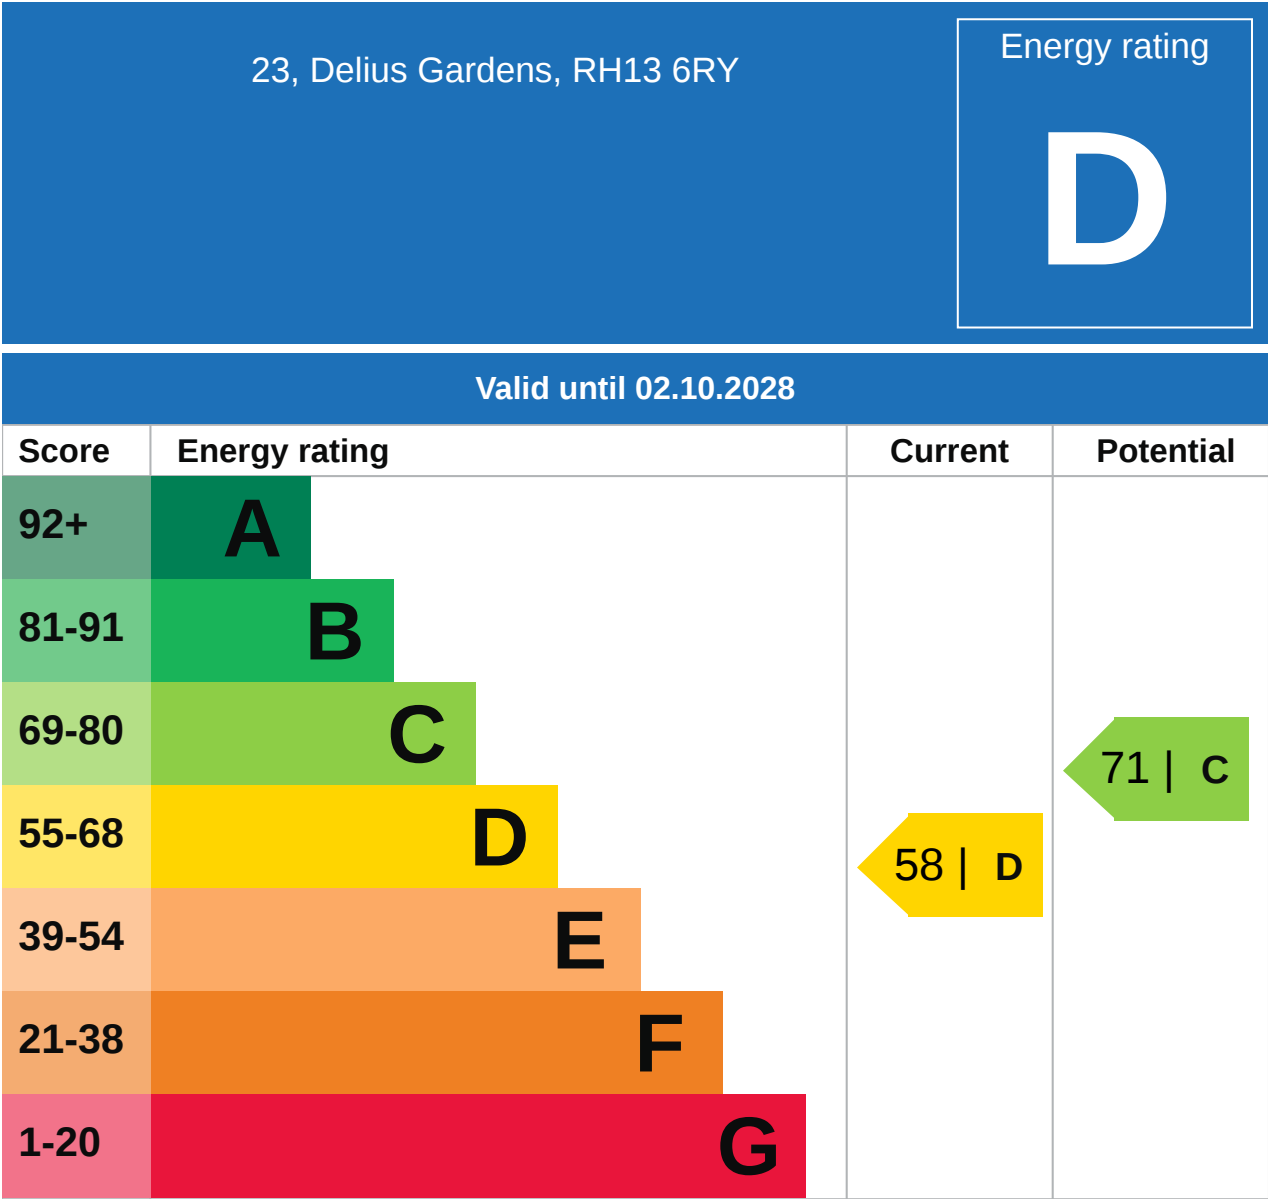 23, Delius Gardens, RH13 6RY
Energy rating
D
Valid until 02.10.2028
Score Energy rating Current Potential
92+ A
81-91 B
69-80 C
71 | C
55-68 D
58 | D
39-54 E
21-38 F
1-20 G